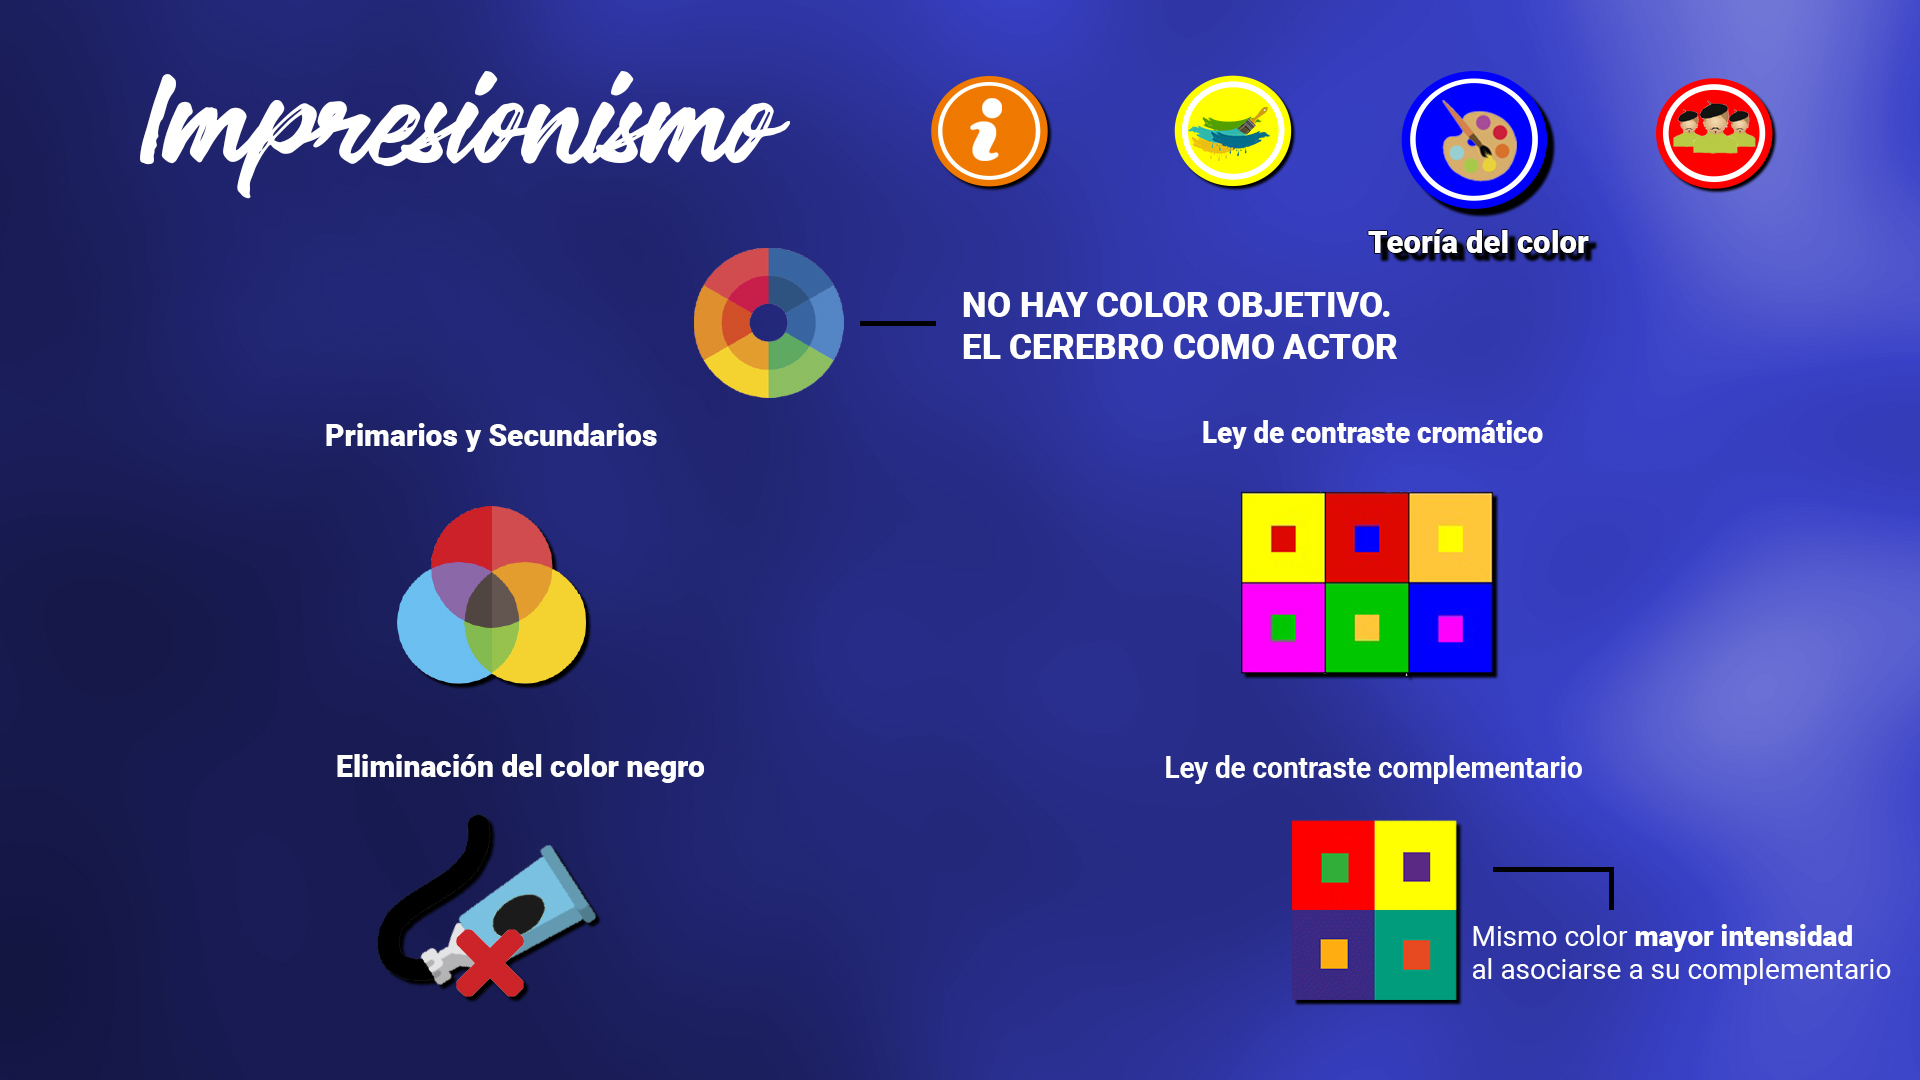 Impresionismo
Teoría del color
NO HAY COLOR OBJETIVO.
EL CEREBRO COMO ACTOR
Primarios y Secundarios
Ley de contraste cromático
Eliminación del color negro
Ley de contraste complementario
Mismo color mayor intensidad
al asociarse a su complementario